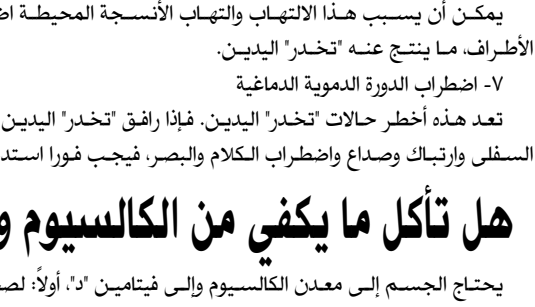 يمكن أن يسبب هذا الالتهاب والتهاب الأنسجة المحيطة
الأطراف، ما ينتج عنه "تخدر" اليدين.
٧- اضطراب الدورة الدموية الدماغية
تعد هذه أخطر حالات "تخدر" اليدين. فإذا رافق "تخدر" اليدين
السفلى وارتباك وصداع واضطراب الكلام والبصر، فيجب فورا
هل تأكل ما يكفي من الكالسيوم و
يحتاج الجسم إلى معدن الكالسيوم وإلى فيتامين "د"، أولاً: